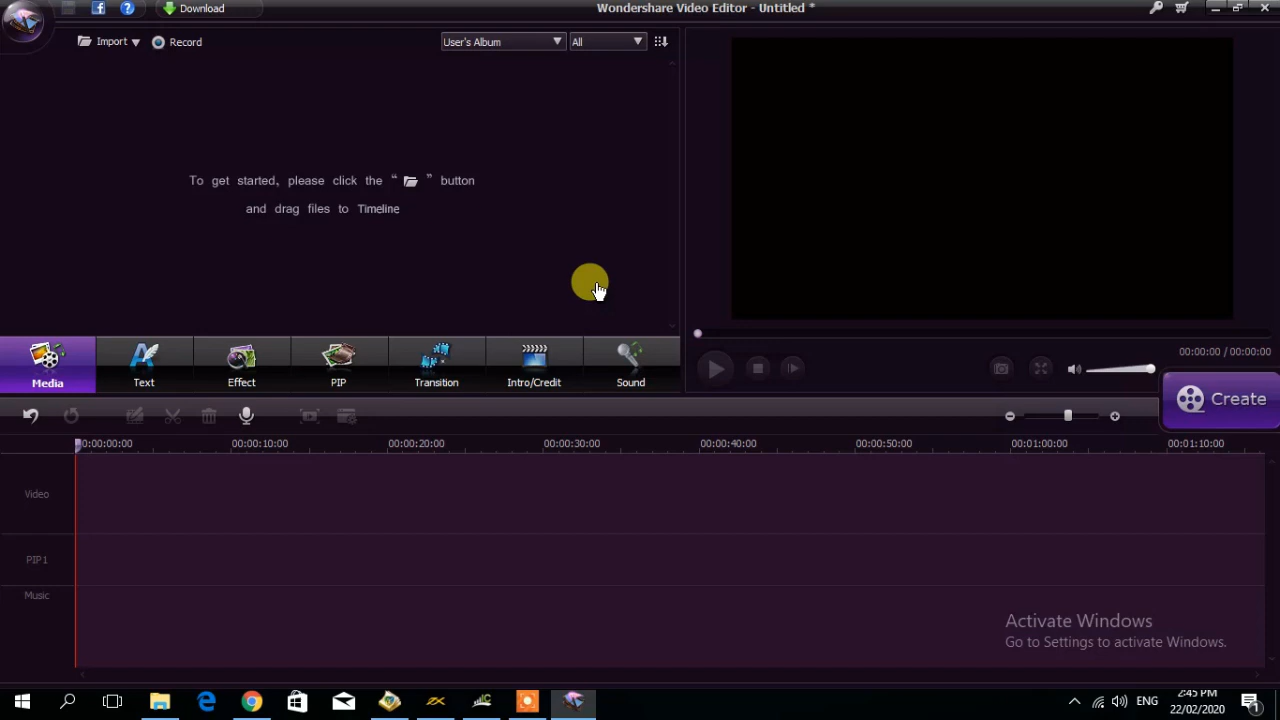 Download
Wondershare Video Editor - Untitled *
Import
Record
User's Album
All
To get started, please click the “ ” button
and drag files to Timeline
00:00:00 / 00:00:00
Media
Text
Effect
PIP
Transition
Intro/Credit
Sound
Create
00:00:00:00 00:00:10:00 00:00:20:00 00:00:30:00 00:00:40:00 00:00:50:00 00:01:00:00 00:01:10:00
Video
PIP1
Music
Activate Windows
Go to Settings to activate Windows.
ENG
2:45 PM
22/02/2020
1